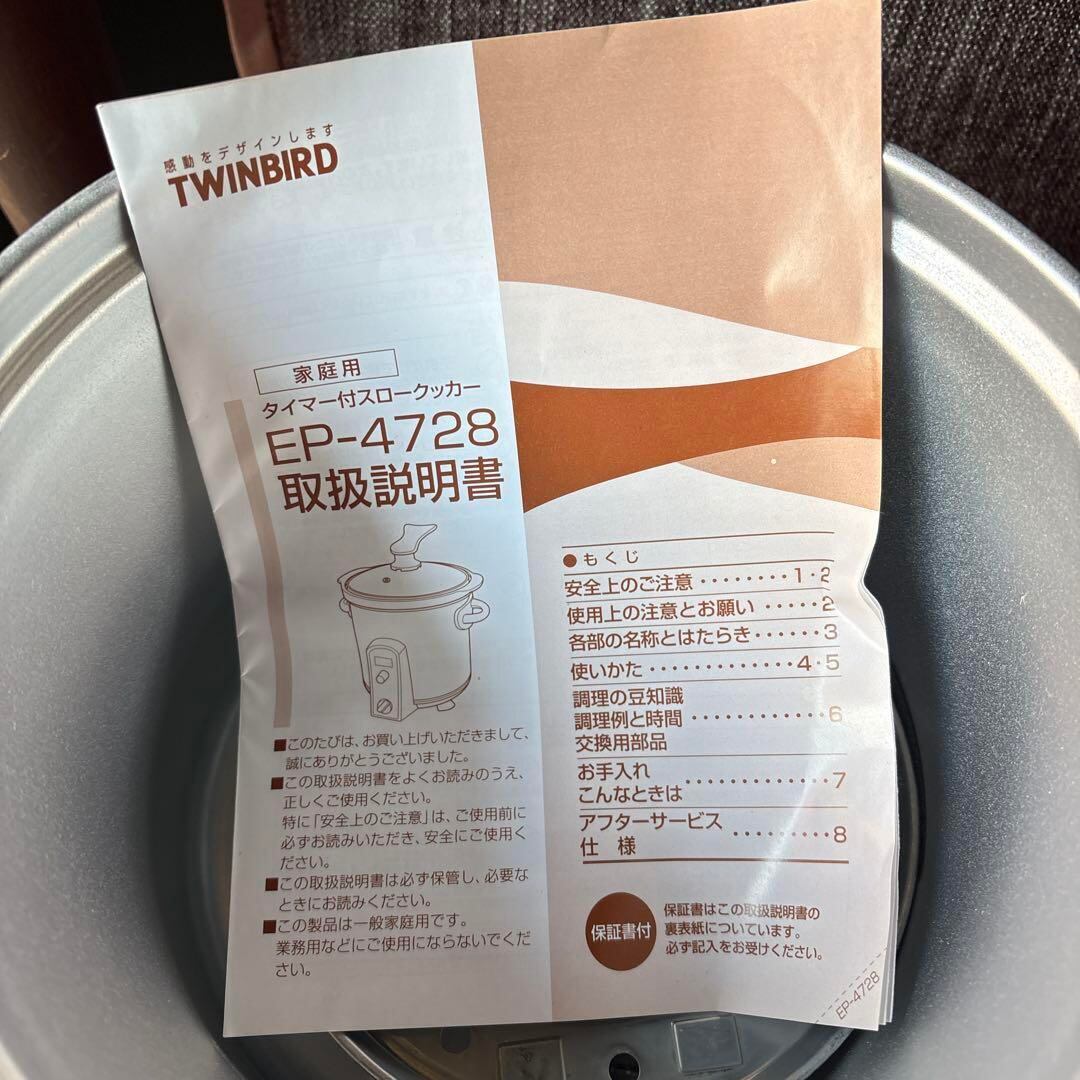 感動をデザインします
TWINBIRD
家庭用
タイマー付スロークッカー
EP-4728
取扱説明書
■このたびは、お買い上げいただきまして、
誠にありがとうございました。
■この取扱説明書をよくお読みのうえ、
正しくご使用ください。
特に「安全上のご注意」は、ご使用前に
必ずお読みいただき、安全にご使用く
ださい。
■この取扱説明書は必ず保管し、必要な
ときにお読みください。
■この製品は一般家庭用です。
業務用などにご使用にならないでくだ
さい。
●もくじ
安全上のご注意・・・・・・・・1・2
使用上の注意とお願い・・・・・2
各部の名称とはたらき・・・・・・3
使いかた・・・・・・・・・・・・・4・5
調理の豆知識
調理例と時間・・・・・・・・・・・・6
交換用部品
お手入れ
こんなときは・・・・・・・・・・・・7
アフターサービス
仕 様・・・・・・・・・8
保証書付
保証書はこの取扱説明書の
裏表紙についています。
必ず記入をお受けください。
EP-4728